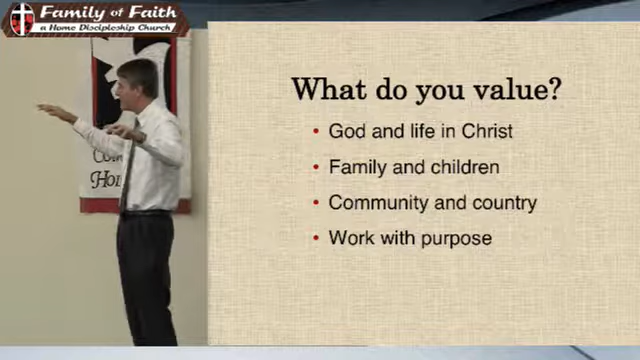 Family of Faith
a Home Discipleship Church
What do you value?
• God and life in Christ
• Family and children
• Community and country
• Work with purpose